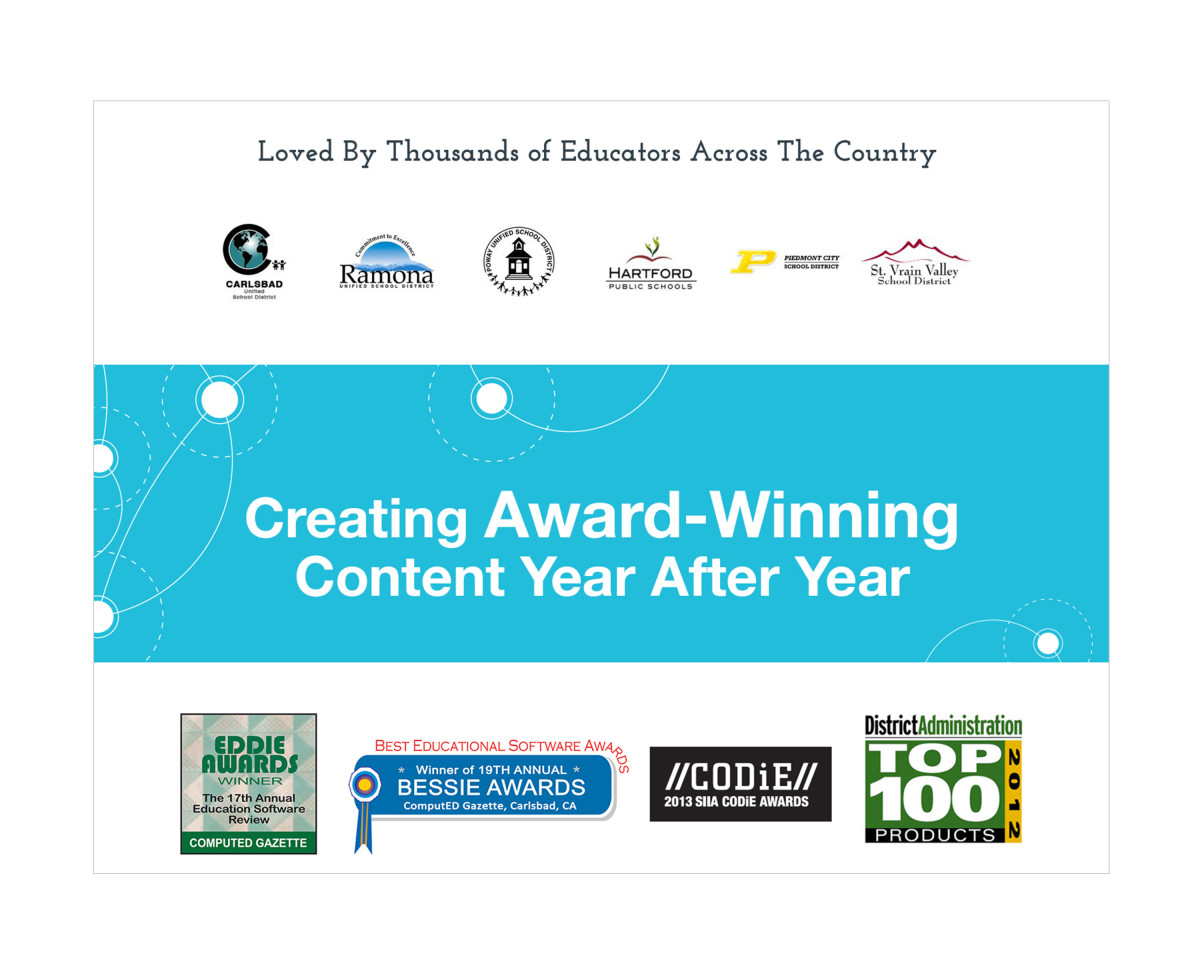 Loved By Thousands of Educators Across The Country
CARLSBAD
Unified
School District
Commitment to Excellence
Ramona
UNIFIED SCHOOL DISTRICT
POWAY UNIFIED SCHOOL DISTRICT
HARTFORD
PUBLIC SCHOOLS
P
PIEDMONT CITY
SCHOOL DISTRICT
St. Vrain Valley
School District
Creating Award-Winning
Content Year After Year
EDDIE
AWARDS
WINNER
The 17th Annual
Education Software
Review
COMPUTED GAZETTE
BEST EDUCATIONAL SOFTWARE AWARDS
* Winner of 19TH ANNUAL *
BESSIE AWARDS
ComputED Gazette, Carlsbad, CA
//CODiE//
2013 SIIA CODiE AWARDS
DistrictAdministration
TOP
100
PRODUCTS
2012